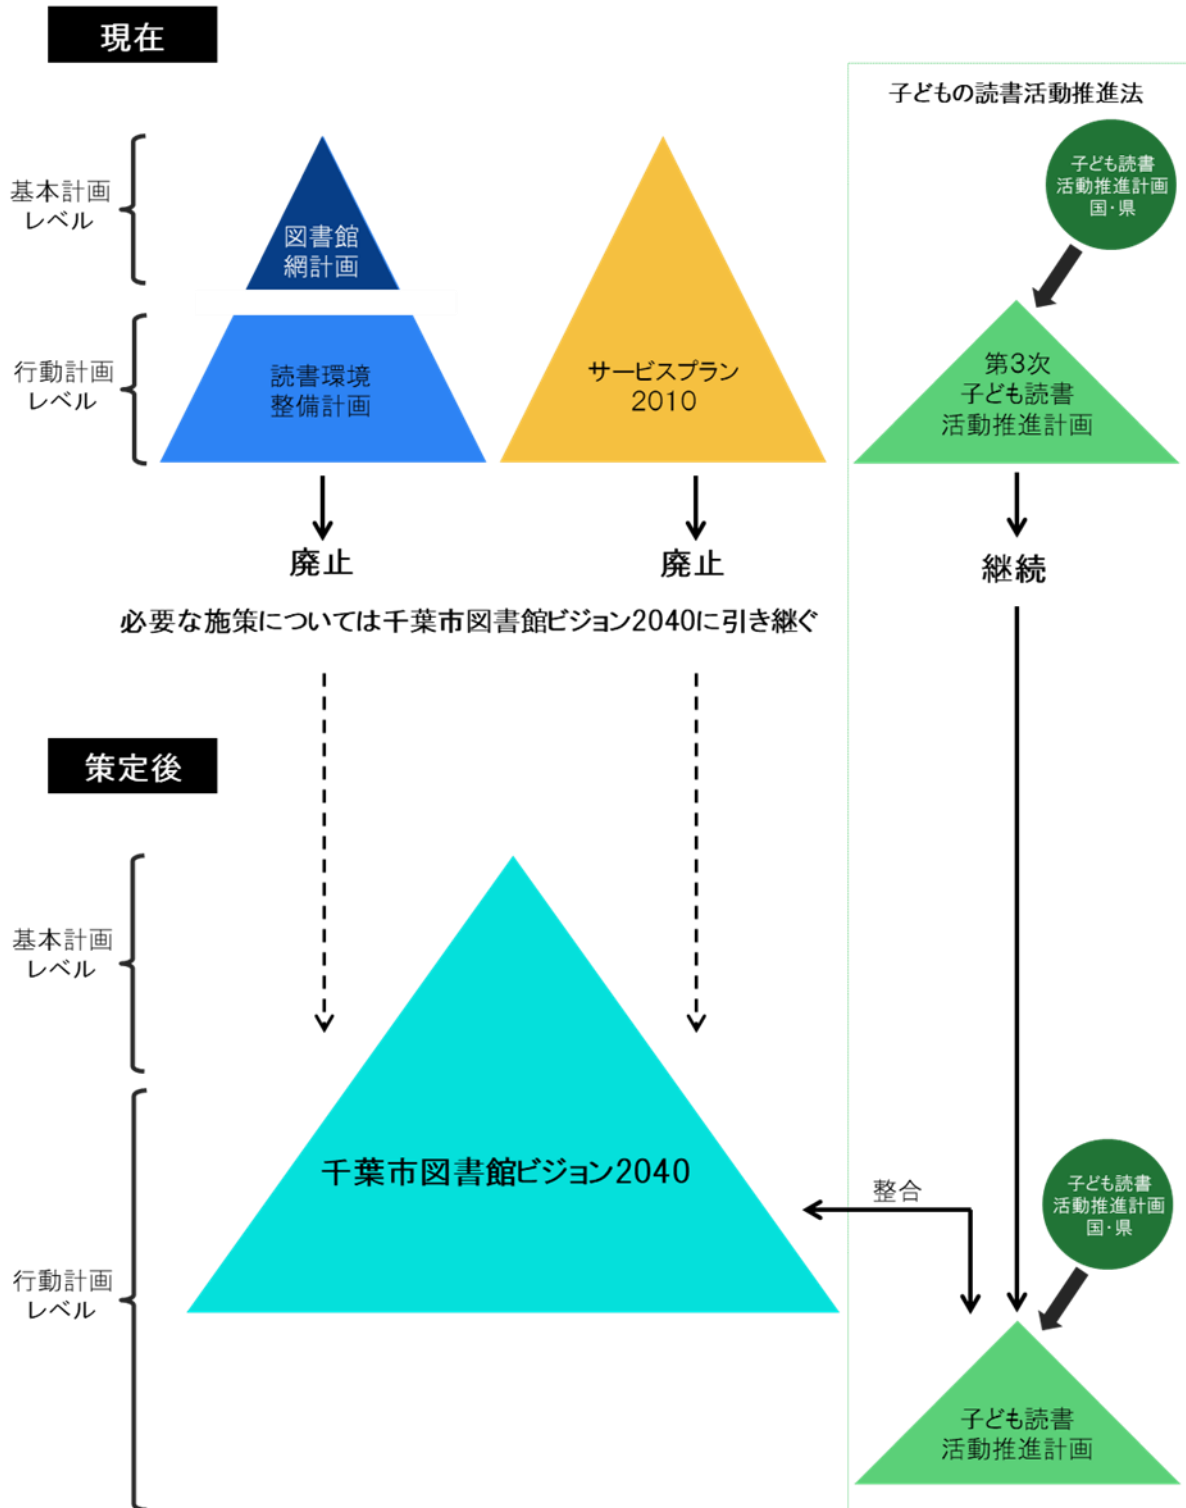 現在
子どもの読書活動推進法
子ども読書
活動推進計画
国・県
基本計画
レベル
図書館
網計画
行動計画
レベル
読書環境
整備計画
サービスプラン
2010
第3次
子ども読書
活動推進計画
廃止
廃止
継続
必要な施策については千葉市図書館ビジョン2040に引き継ぐ
策定後
基本計画
レベル
千葉市図書館ビジョン2040
整合
子ども読書
活動推進計画
国・県
行動計画
レベル
子ども読書
活動推進計画